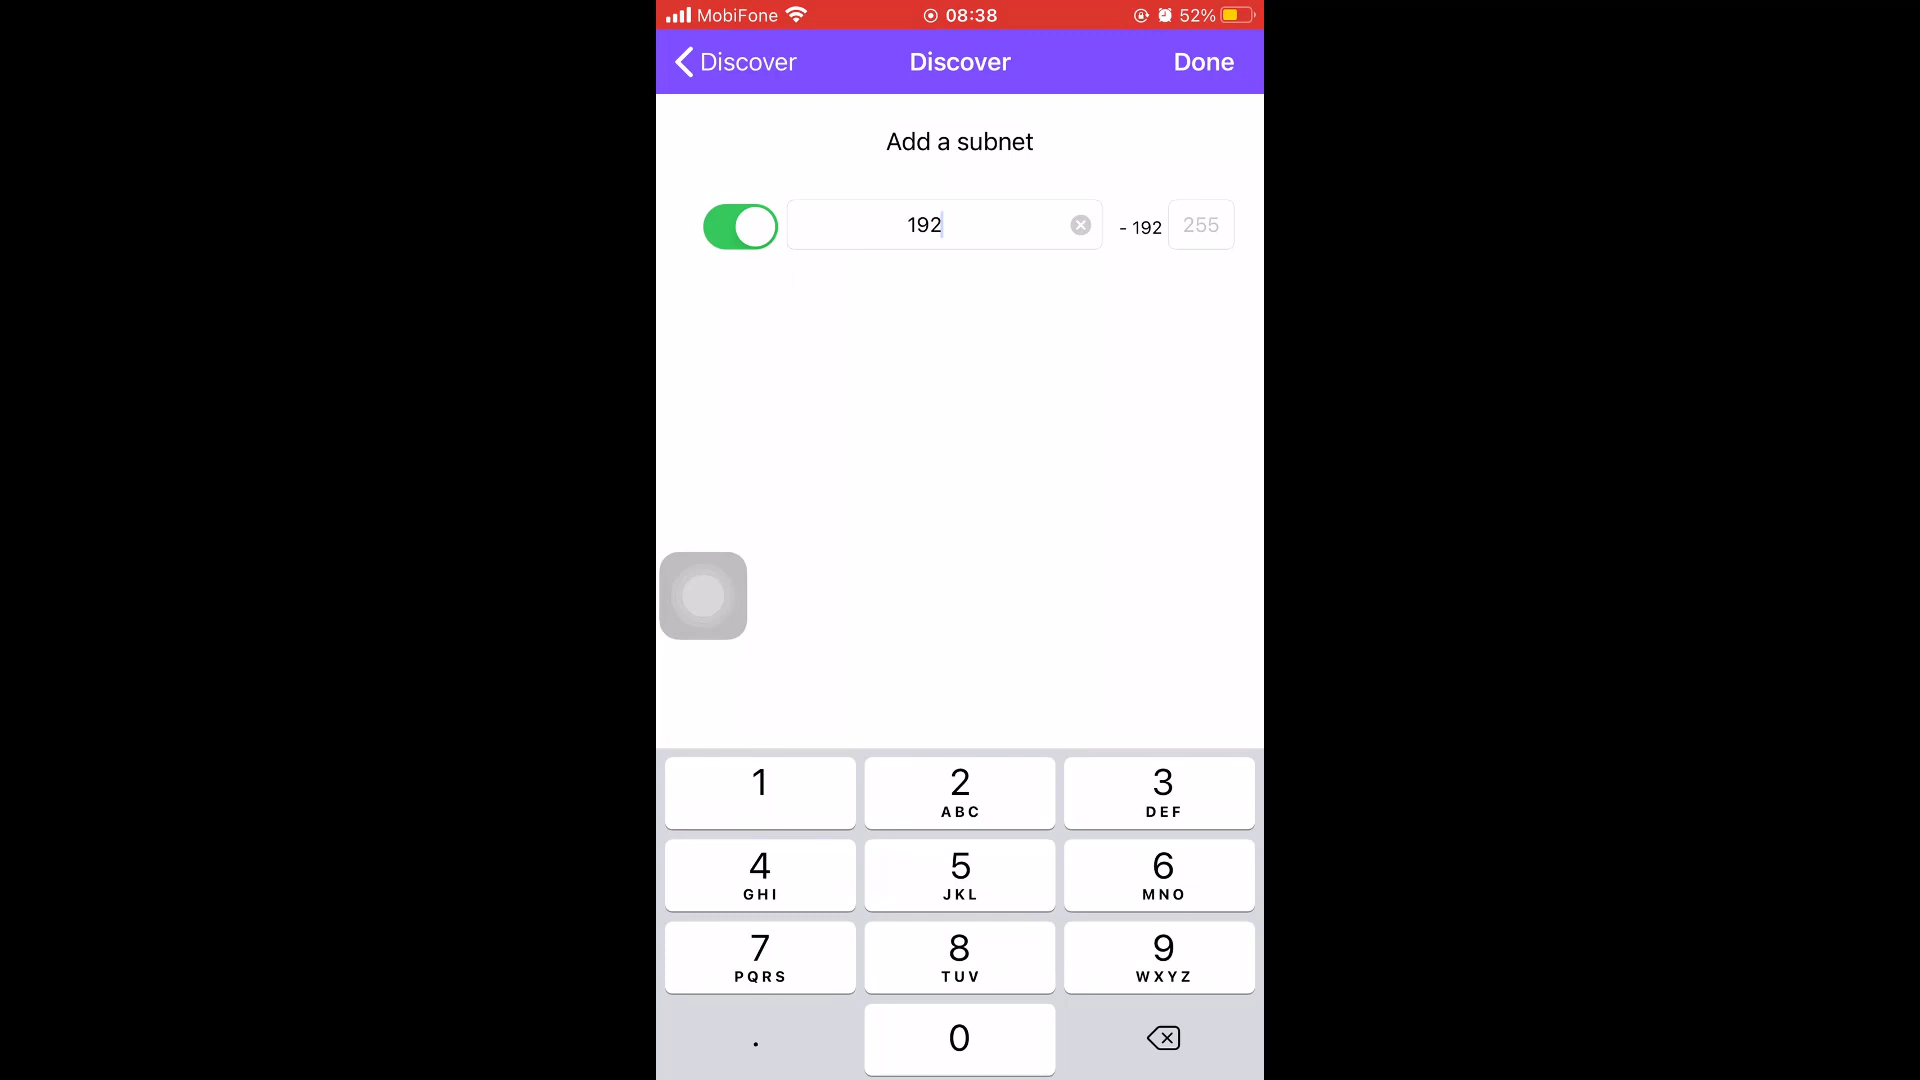 MobiFone 08:38 52%
Discover Discover Done
Add a subnet
192 - 192 255
1 2 3
ABC DEF
4 5 6
GHI JKL MNO
7 8 9
PQRS TUV WXYZ
. 0